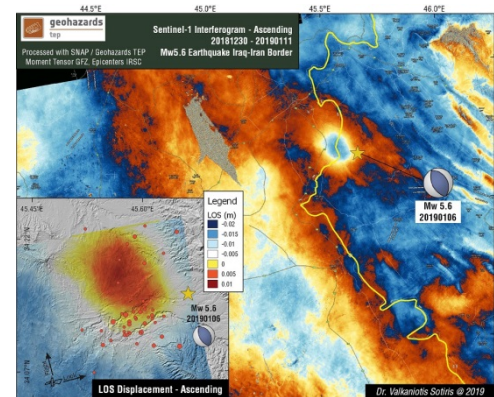 44.5°E 45.0°E 45.5°E 46.0°E
geohazards
tep
Processed with SNAP / Geohazards TEP
Moment Tensor GFZ, Epicenters IRSC
Sentinel-1 Interferogram - Ascending
20181230 - 20190111
Mw5.6 Earthquake Iraq-Iran Border
Mw 5.6
20190106
Legend
LOS (m)
-0.02
-0.015
-0.01
-0.005
0
0.005
0.01
45.45°E 45.60°E
Mw 5.6
20190106
LOS Displacement - Ascending
Dr. Valkaniotis Sotiris @ 2019